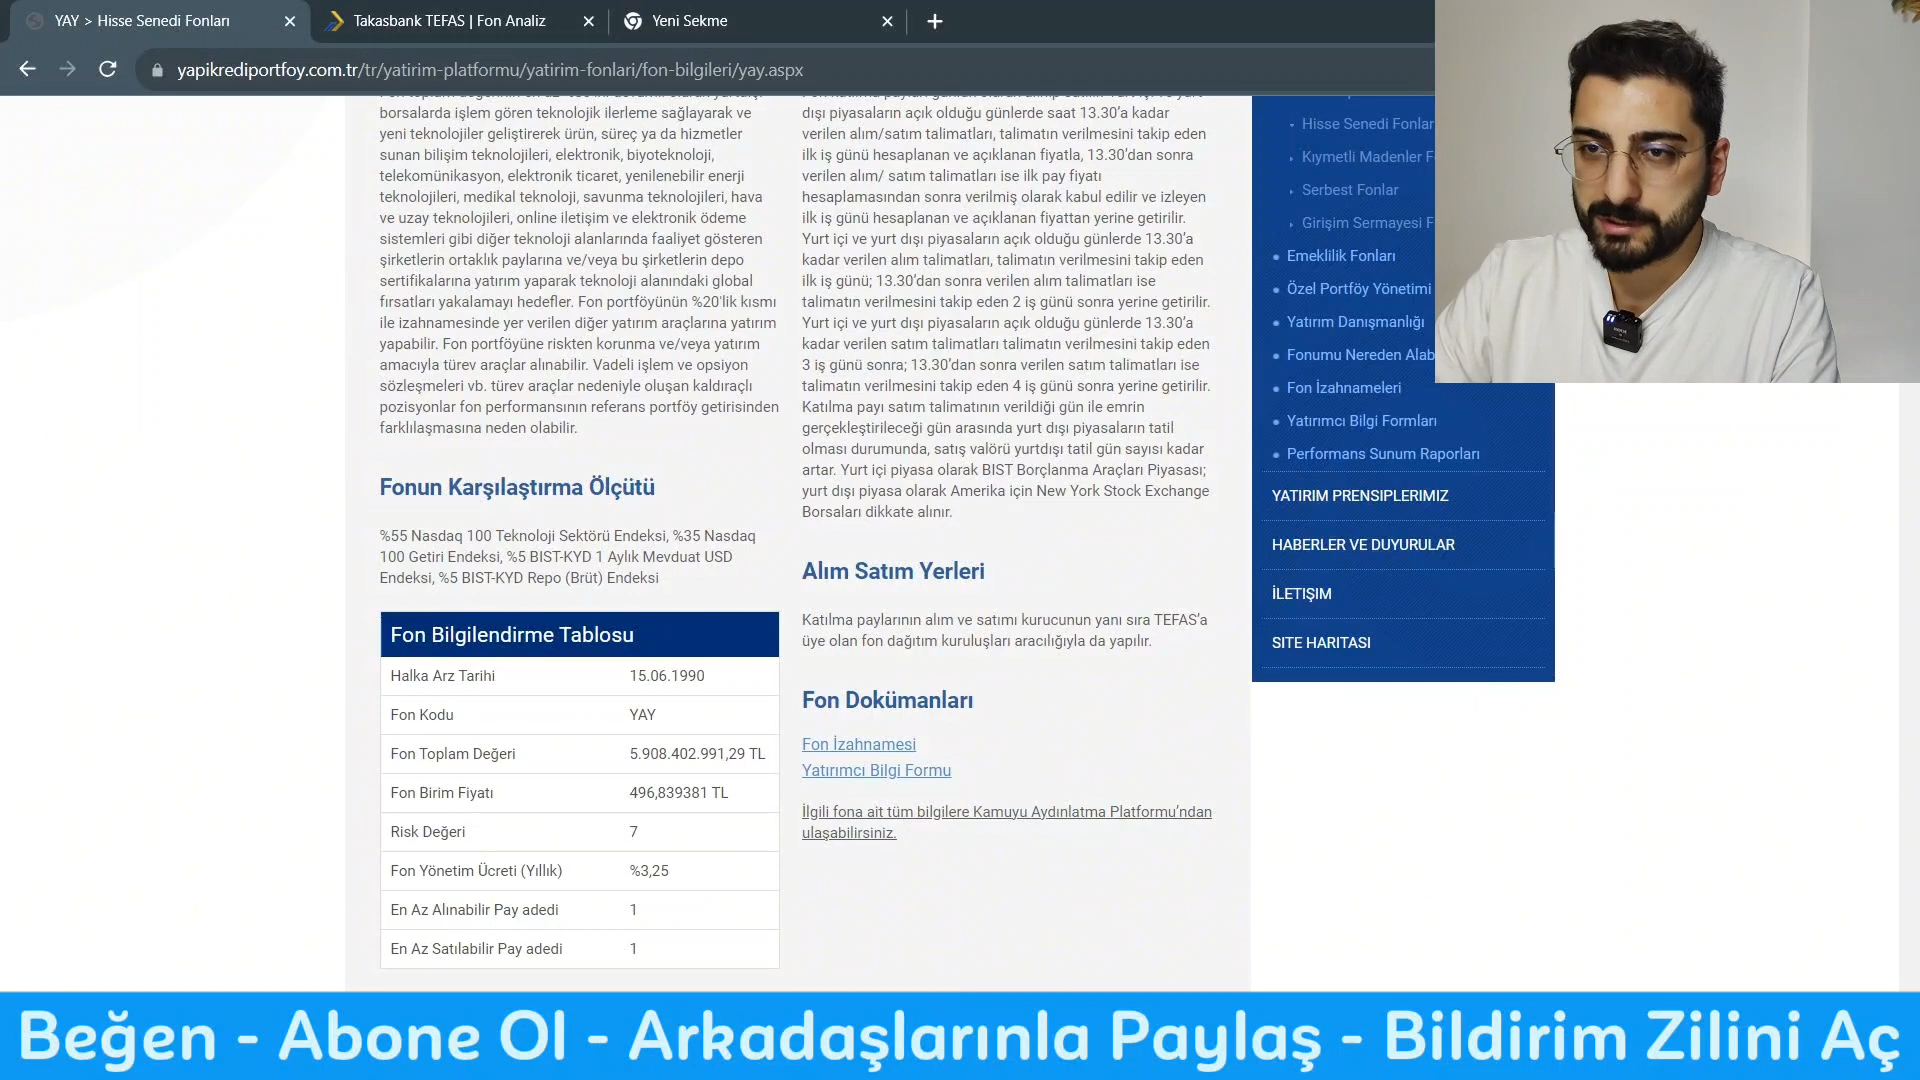 YAY > Hisse Senedi Fonları
Takasbank TEFAS | Fon Analiz
Yeni Sekme
yapikrediportfoy.com.tr/tr/yatirim-platformu/yatirim-fonlari/fon-bilgileri/yay.aspx
borsalarda işlem gören teknolojik ilerleme sağlayarak ve
yeni teknolojiler geliştirerek ürün, süreç ya da hizmetler
sunan bilişim teknolojileri, elektronik, biyoteknoloji,
telekomünikasyon, elektronik ticaret, yenilenebilir enerji
teknolojileri, medikal teknoloji, savunma teknolojileri, hava
ve uzay teknolojileri, online iletişim ve elektronik ödeme
sistemleri gibi diğer teknoloji alanlarında faaliyet gösteren
şirketlerin ortaklık paylarına ve/veya bu şirketlerin depo
sertifikalarına yatırım yaparak teknoloji alanındaki global
fırsatları yakalamayı hedefler. Fon portföyünün %20'lik kısmı
ile izahnamesinde yer verilen diğer yatırım araçlarına yatırım
yapabilir. Fon portföyüne riskten korunma ve/veya yatırım
amacıyla türev araçlar alınabilir. Vadeli işlem ve opsiyon
sözleşmeleri vb. türev araçlar nedeniyle oluşan kaldıraçlı
pozisyonlar fon performansının referans portföy getirisinden
farklılaşmasına neden olabilir.
Fonun Karşılaştırma Ölçütü
%55 Nasdaq 100 Teknoloji Sektörü Endeksi, %35 Nasdaq
100 Getiri Endeksi, %5 BIST-KYD 1 Aylık Mevduat USD
Endeksi, %5 BIST-KYD Repo (Brüt) Endeksi
Fon Bilgilendirme Tablosu
Halka Arz Tarihi 15.06.1990
Fon Kodu YAY
Fon Toplam Değeri 5.908.402.991,29 TL
Fon Birim Fiyatı 496,839381 TL
Risk Değeri 7
Fon Yönetim Ücreti (Yıllık) %3,25
En Az Alınabilir Pay adedi 1
En Az Satılabilir Pay adedi 1
dışı piyasaların açık olduğu günlerde saat 13.30'a kadar
verilen alım/satım talimatları, talimatın verilmesini takip eden
ilk iş günü hesaplanan ve açıklanan fiyatla, 13.30'dan sonra
verilen alım/ satım talimatları ise ilk pay fiyatı
hesaplamasından sonra verilmiş olarak kabul edilir ve izleyen
ilk iş günü hesaplanan ve açıklanan fiyattan yerine getirilir.
Yurt içi ve yurt dışı piyasaların açık olduğu günlerde 13.30'a
kadar verilen alım talimatları, talimatın verilmesini takip eden
ilk iş günü; 13.30'dan sonra verilen alım talimatları ise
talimatın verilmesini takip eden 2 iş günü sonra yerine getirilir.
Yurt içi ve yurt dışı piyasaların açık olduğu günlerde 13.30'a
kadar verilen satım talimatları talimatın verilmesini takip eden
3 iş günü sonra; 13.30'dan sonra verilen satım talimatları ise
talimatın verilmesini takip eden 4 iş günü sonra yerine getirilir.
Katılma payı satım talimatının verildiği gün ile emrin
gerçekleştirileceği gün arasında yurt dışı piyasaların tatil
olması durumunda, satış valörü yurtdışı tatil gün sayısı kadar
artar. Yurt içi piyasa olarak BIST Borçlanma Araçları Piyasası;
yurt dışı piyasa olarak Amerika için New York Stock Exchange
Borsaları dikkate alınır.
Alım Satım Yerleri
Katılma paylarının alım ve satımı kurucunun yanı sıra TEFAS'a
üye olan fon dağıtım kuruluşları aracılığıyla da yapılır.
Fon Dokümanları
Fon İzahnamesi
Yatırımcı Bilgi Formu
İlgili fona ait tüm bilgilere Kamuyu Aydınlatma Platformu'ndan
ulaşabilirsiniz.
Hisse Senedi Fonlar
Kıymetli Madenler F
Serbest Fonlar
Girişim Sermayesi F
Emeklilik Fonları
Özel Portföy Yönetimi
Yatırım Danışmanlığı
Fonumu Nereden Alab
Fon İzahnameleri
Yatırımcı Bilgi Formları
Performans Sunum Raporları
YATIRIM PRENSIPLERIMIZ
HABERLER VE DUYURULAR
İLETIŞIM
SITE HARITASI
Beğen - Abone Ol - Arkadaşlarınla Paylaş - Bildirim Zilini Aç